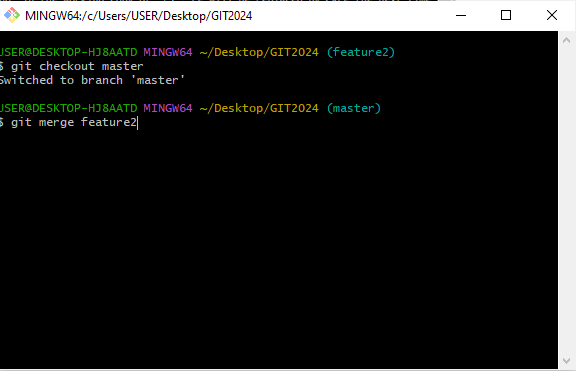 MINGW64:/c/Users/USER/Desktop/GIT2024
USER@DESKTOP-HJ8AATD MINGW64 ~/Desktop/GIT2024 (feature2)
$ git checkout master
Switched to branch 'master'
USER@DESKTOP-HJ8AATD MINGW64 ~/Desktop/GIT2024 (master)
$ git merge feature2